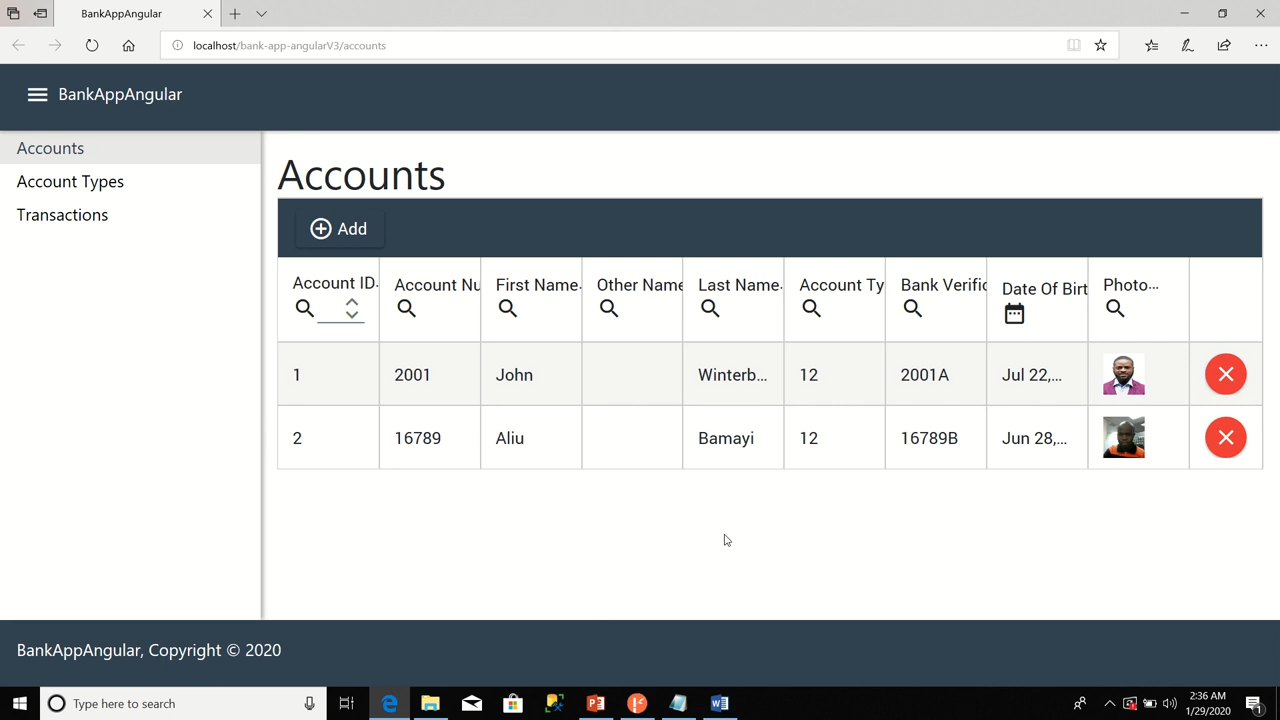 BankAppAngular
localhost/bank-app-angularV3/accounts
BankAppAngular
Accounts
Account Types
Transactions
Accounts
Add
Account ID. Account Nu First Name. Other Name Last Name. Account Ty Bank Verific Date Of Birt Photo...
1 2001 John Winterb... 12 2001A Jul 22,...
2 16789 Aliu Bamayi 12 16789B Jun 28,...
BankAppAngular, Copyright © 2020
Type here to search
2:36 AM
1/29/2020